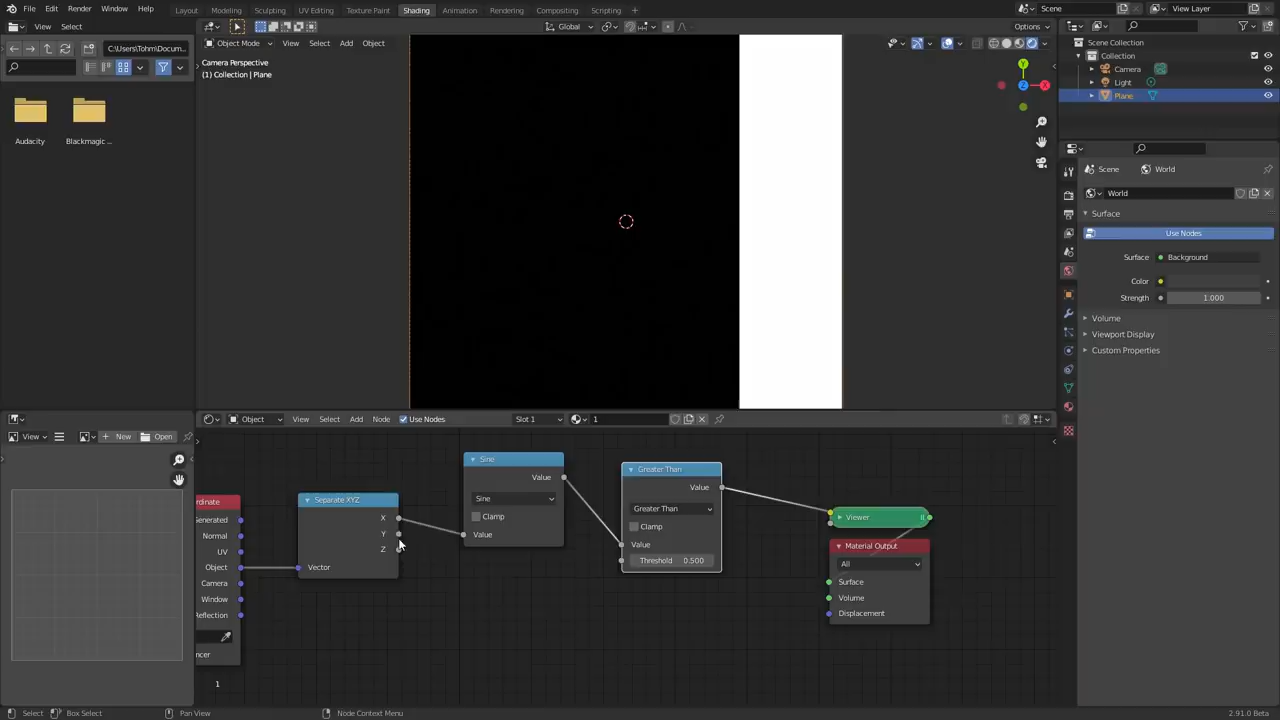 File Edit Render Window Help Layout Modeling Sculpting UV Editing Texture Paint Shading Animation Rendering Compositing Scripting Scene View Layer
View Select Global Options
C:\Users\Tohm\Docum...
Object Mode View Select Add Object
Camera Perspective
(1) Collection | Plane
Y
Z
X
Audacity Blackmagic ...
Scene Collection
Collection
Camera
Light
Plane
Scene World
World
Surface
Use Nodes
Surface Background
Color
Strength 1.000
Volume
Viewport Display
Custom Properties
Object View Select Add Node Use Nodes Slot 1 1
View New Open
rdinate
Generated
Normal
UV
Object
Camera
Window
Reflection
ncer
Separate XYZ
X
Y
Z
Vector
Sine
Value
Sine
Clamp
Value
Greater Than
Value
Greater Than
Clamp
Value
Threshold 0.500
Viewer
Material Output
All
Surface
Volume
Displacement
1
Select Box Select Pan View Node Context Menu 2.91.0 Beta